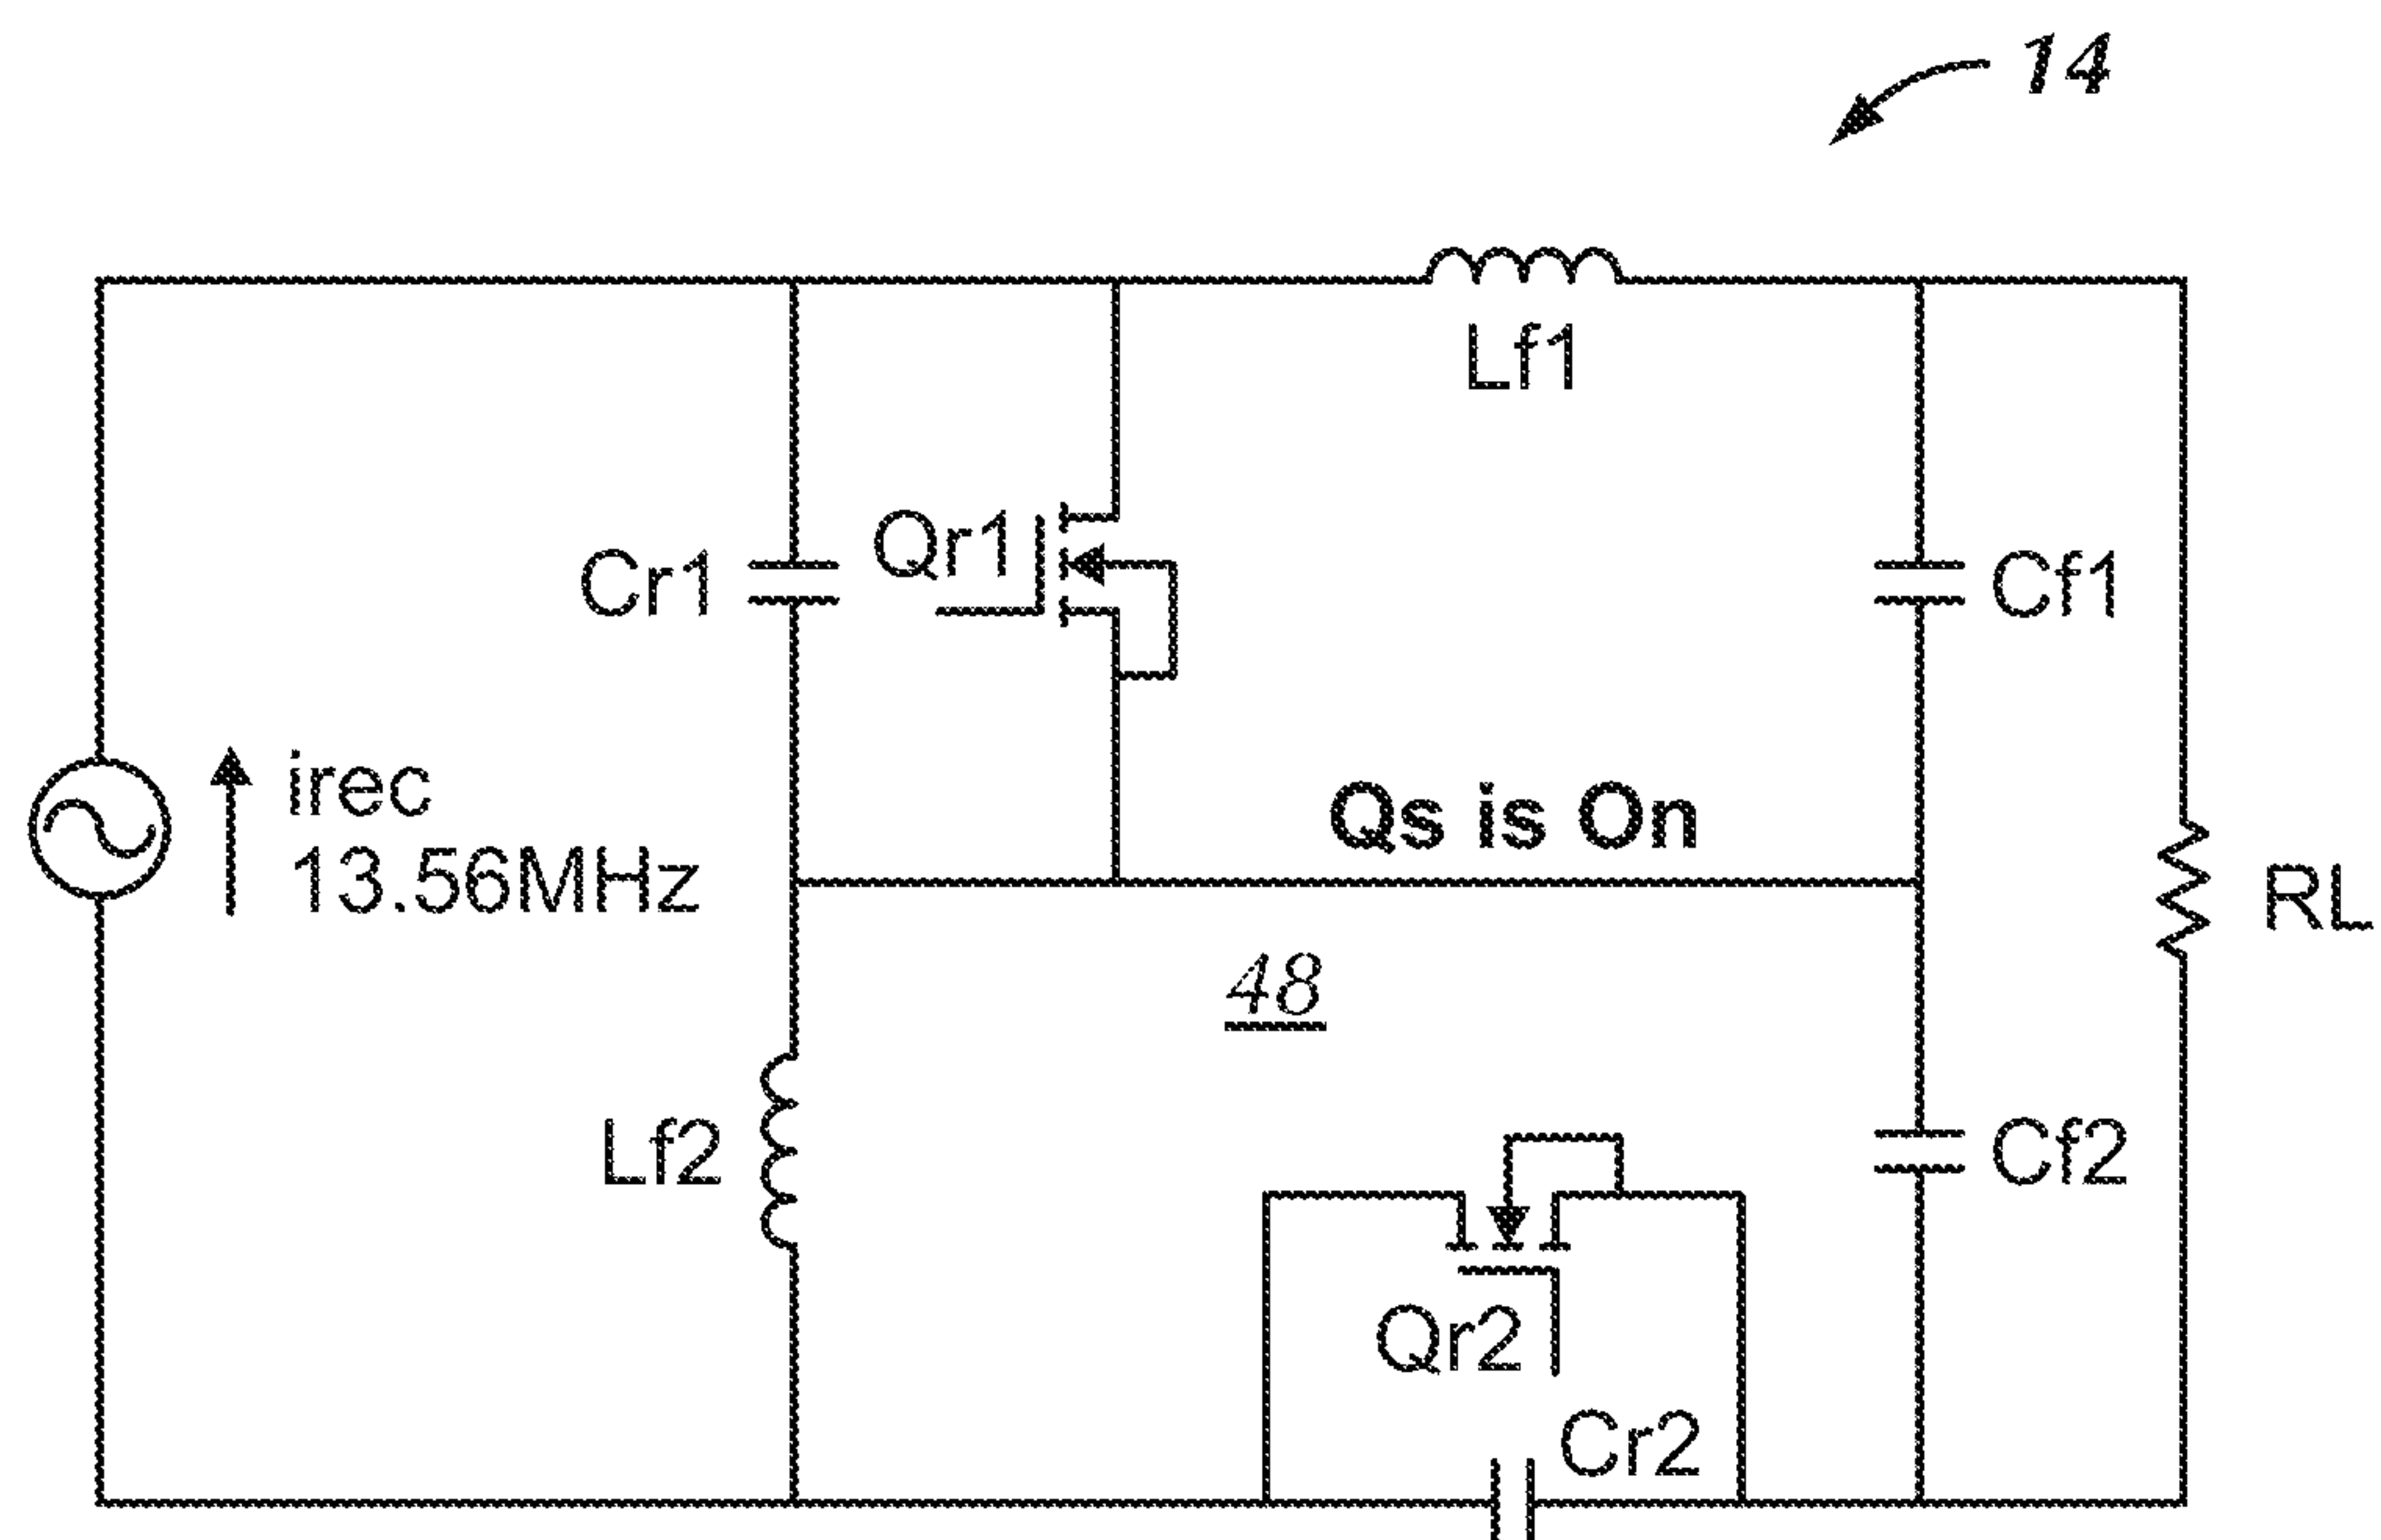 14
Lf1
Qr1
Cr1
Cf1
irec
13.56MHz
Qs is On
RL
48
Lf2
Cf2
Qr2
Cr2